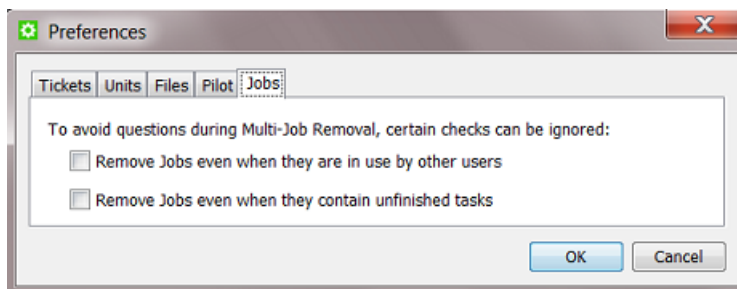 Preferences
Tickets Units Files Pilot Jobs
To avoid questions during Multi-Job Removal, certain checks can be ignored:
Remove Jobs even when they are in use by other users
Remove Jobs even when they contain unfinished tasks
OK Cancel